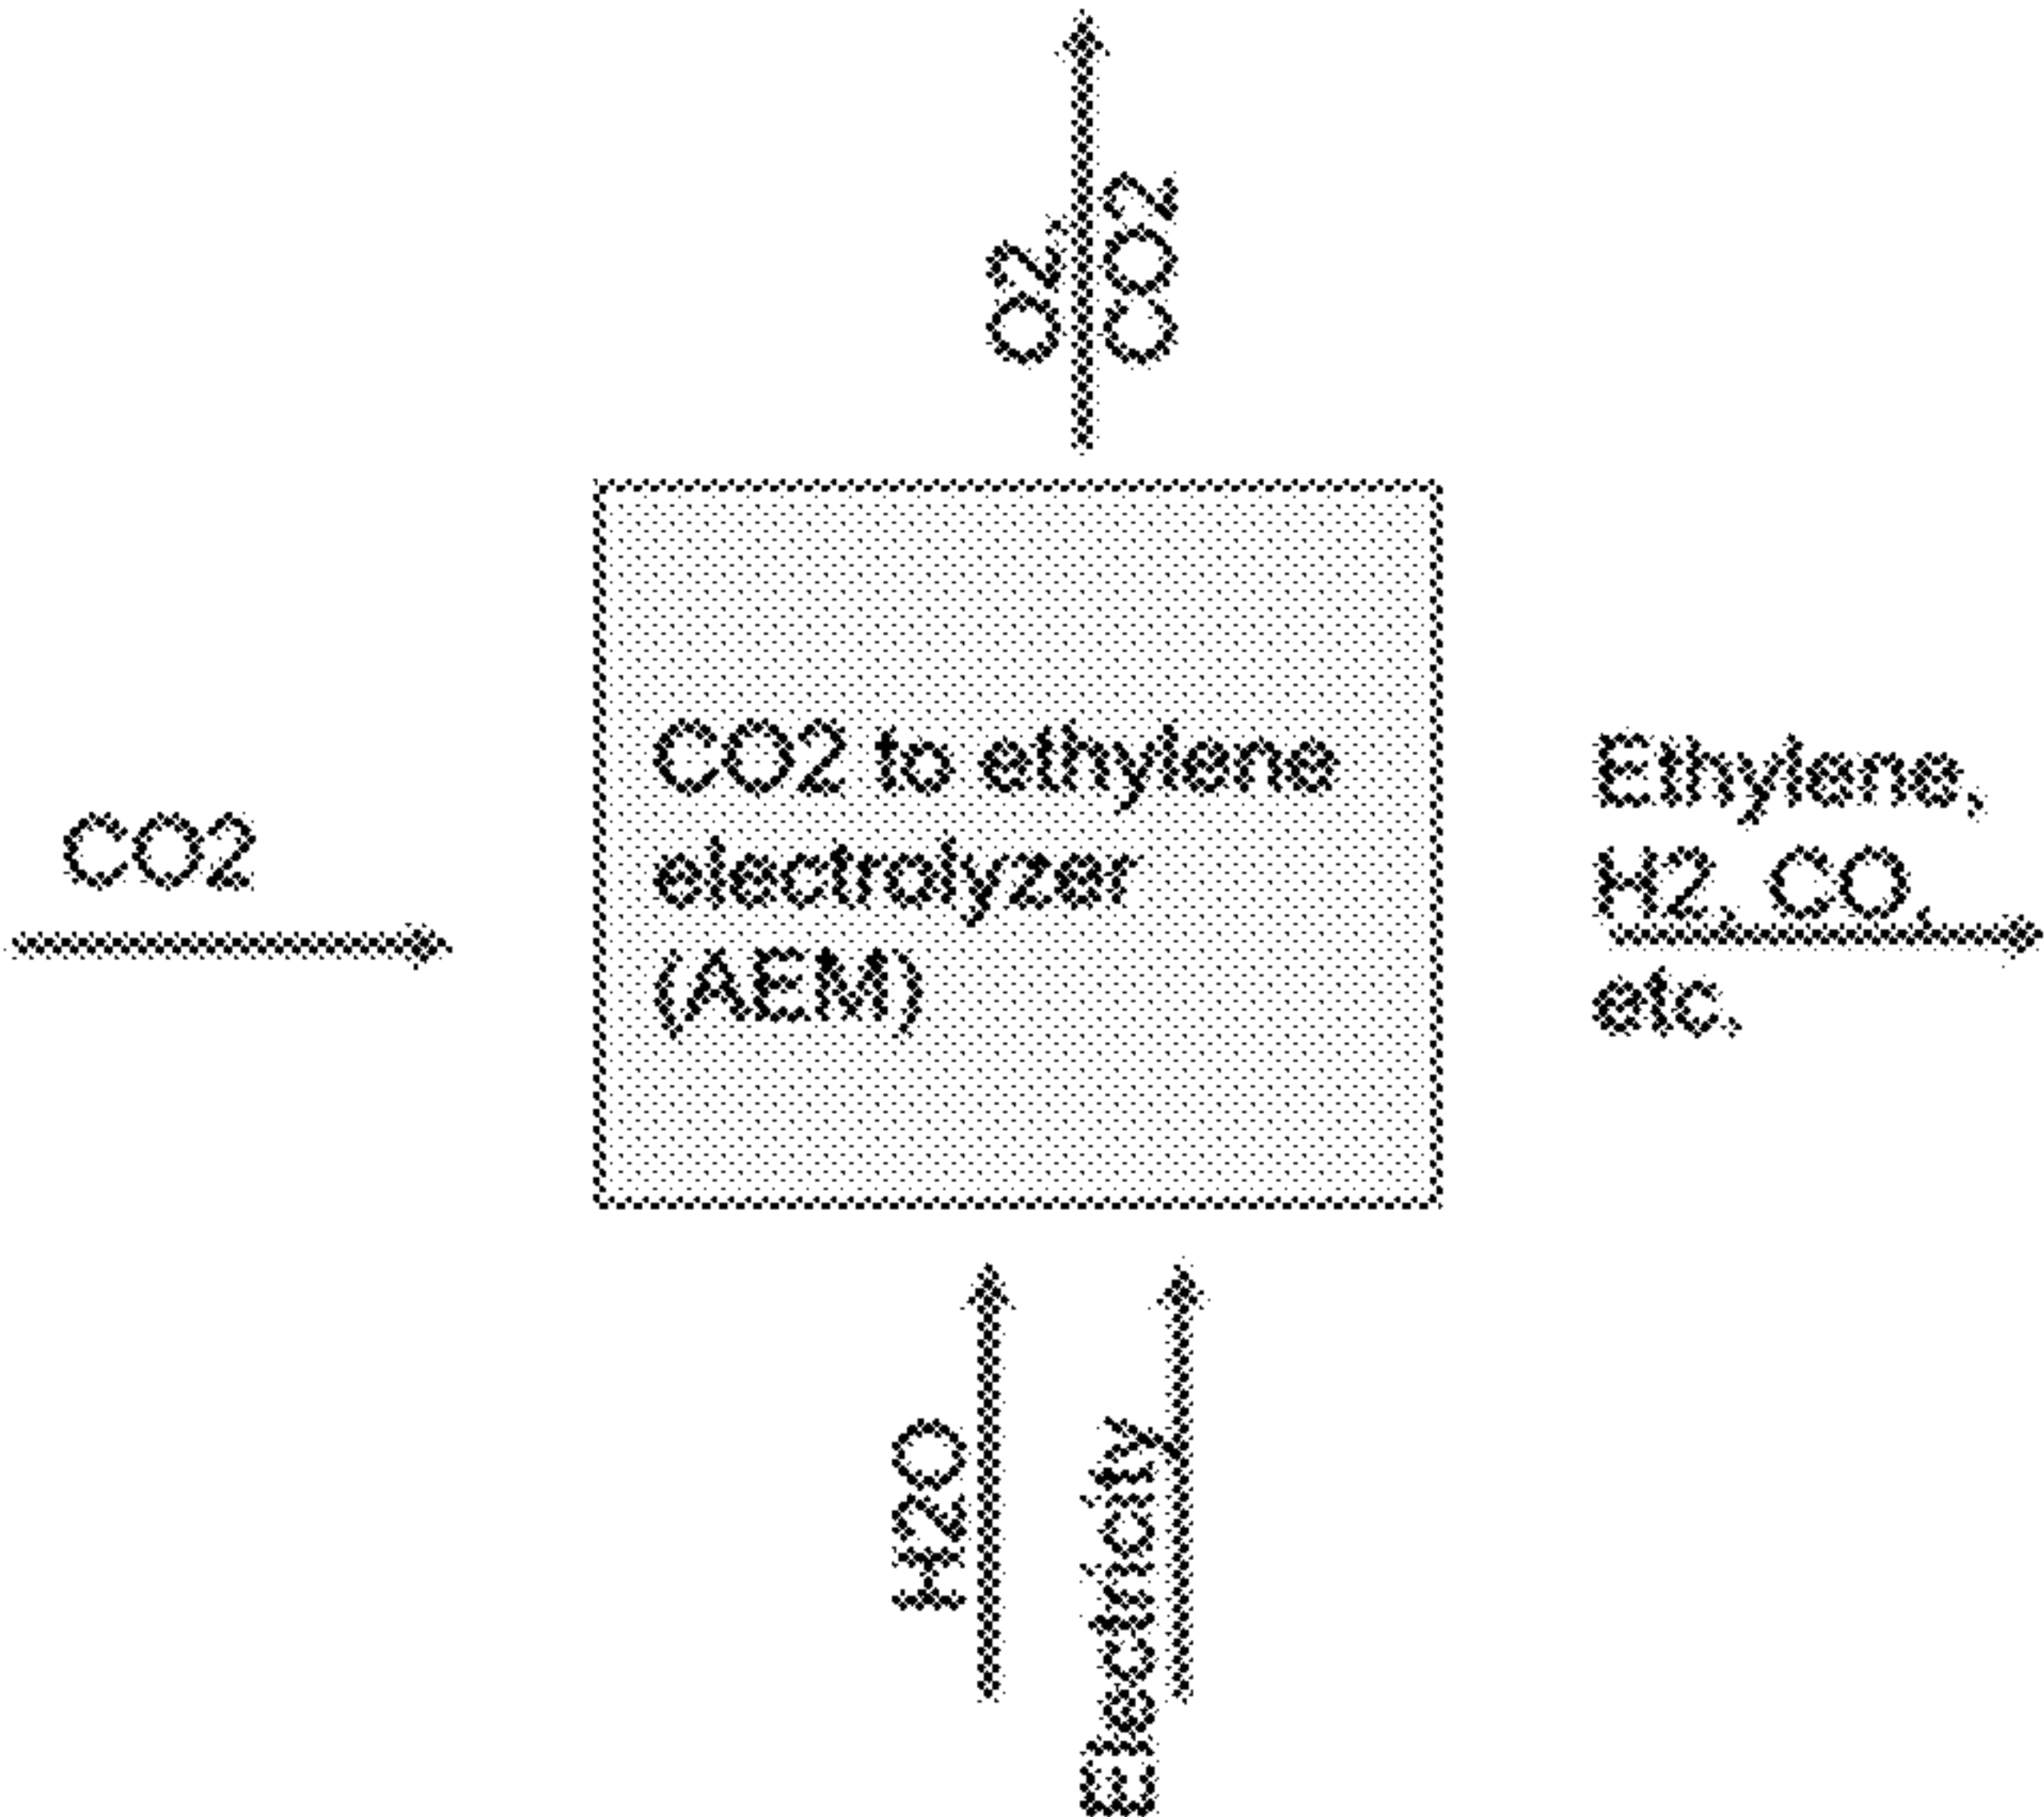 O2,
CO2
CO2
CO2 to ethylene
electrolyzer
(AEM)
Ethylene,
H2, CO,
etc.
H2O
Electricity